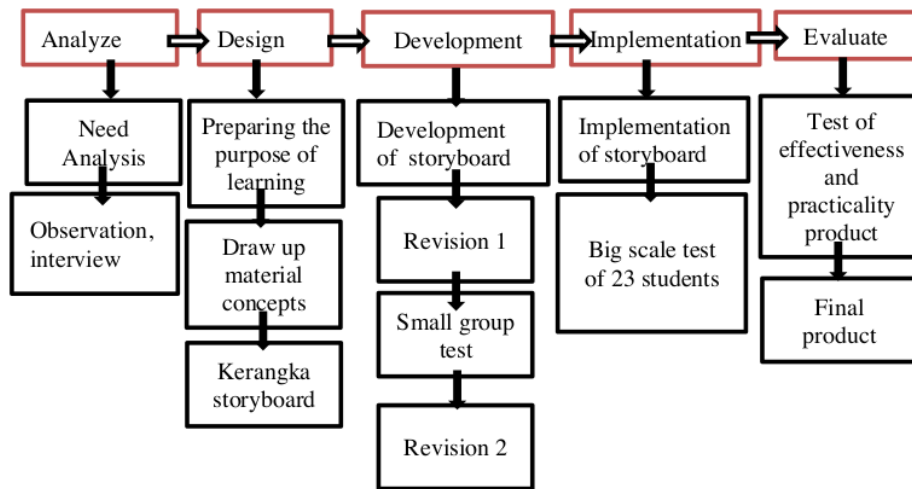 Analyze
Design
Development
Implementation
Evaluate
Need
Analysis
Observation,
interview
Preparing the
purpose of
learning
Draw up
material
concepts
Kerangka
storyboard
Development
of storyboard
Revision 1
Small group
test
Revision 2
Implementation
of storyboard
Big scale test
of 23 students
Test of
effectiveness
and
practicality
product
Final
product